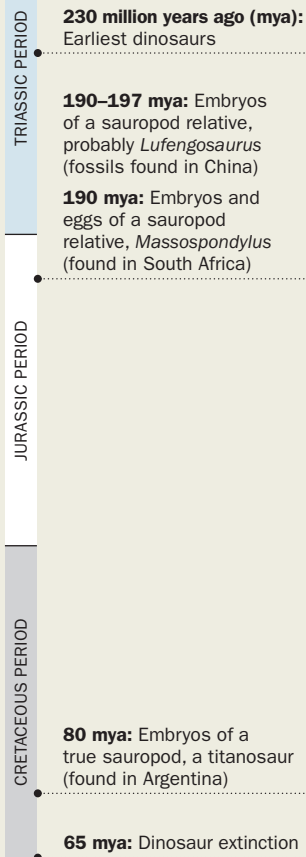 TRIASSIC PERIOD
230 million years ago (mya):
Earliest dinosaurs
190–197 mya: Embryos
of a sauropod relative,
probably Lufengosaurus
(fossils found in China)
190 mya: Embryos and
eggs of a sauropod
relative, Massospondylus
(found in South Africa)
JURASSIC PERIOD
CRETACEOUS PERIOD
80 mya: Embryos of a
true sauropod, a titanosaur
(found in Argentina)
65 mya: Dinosaur extinction